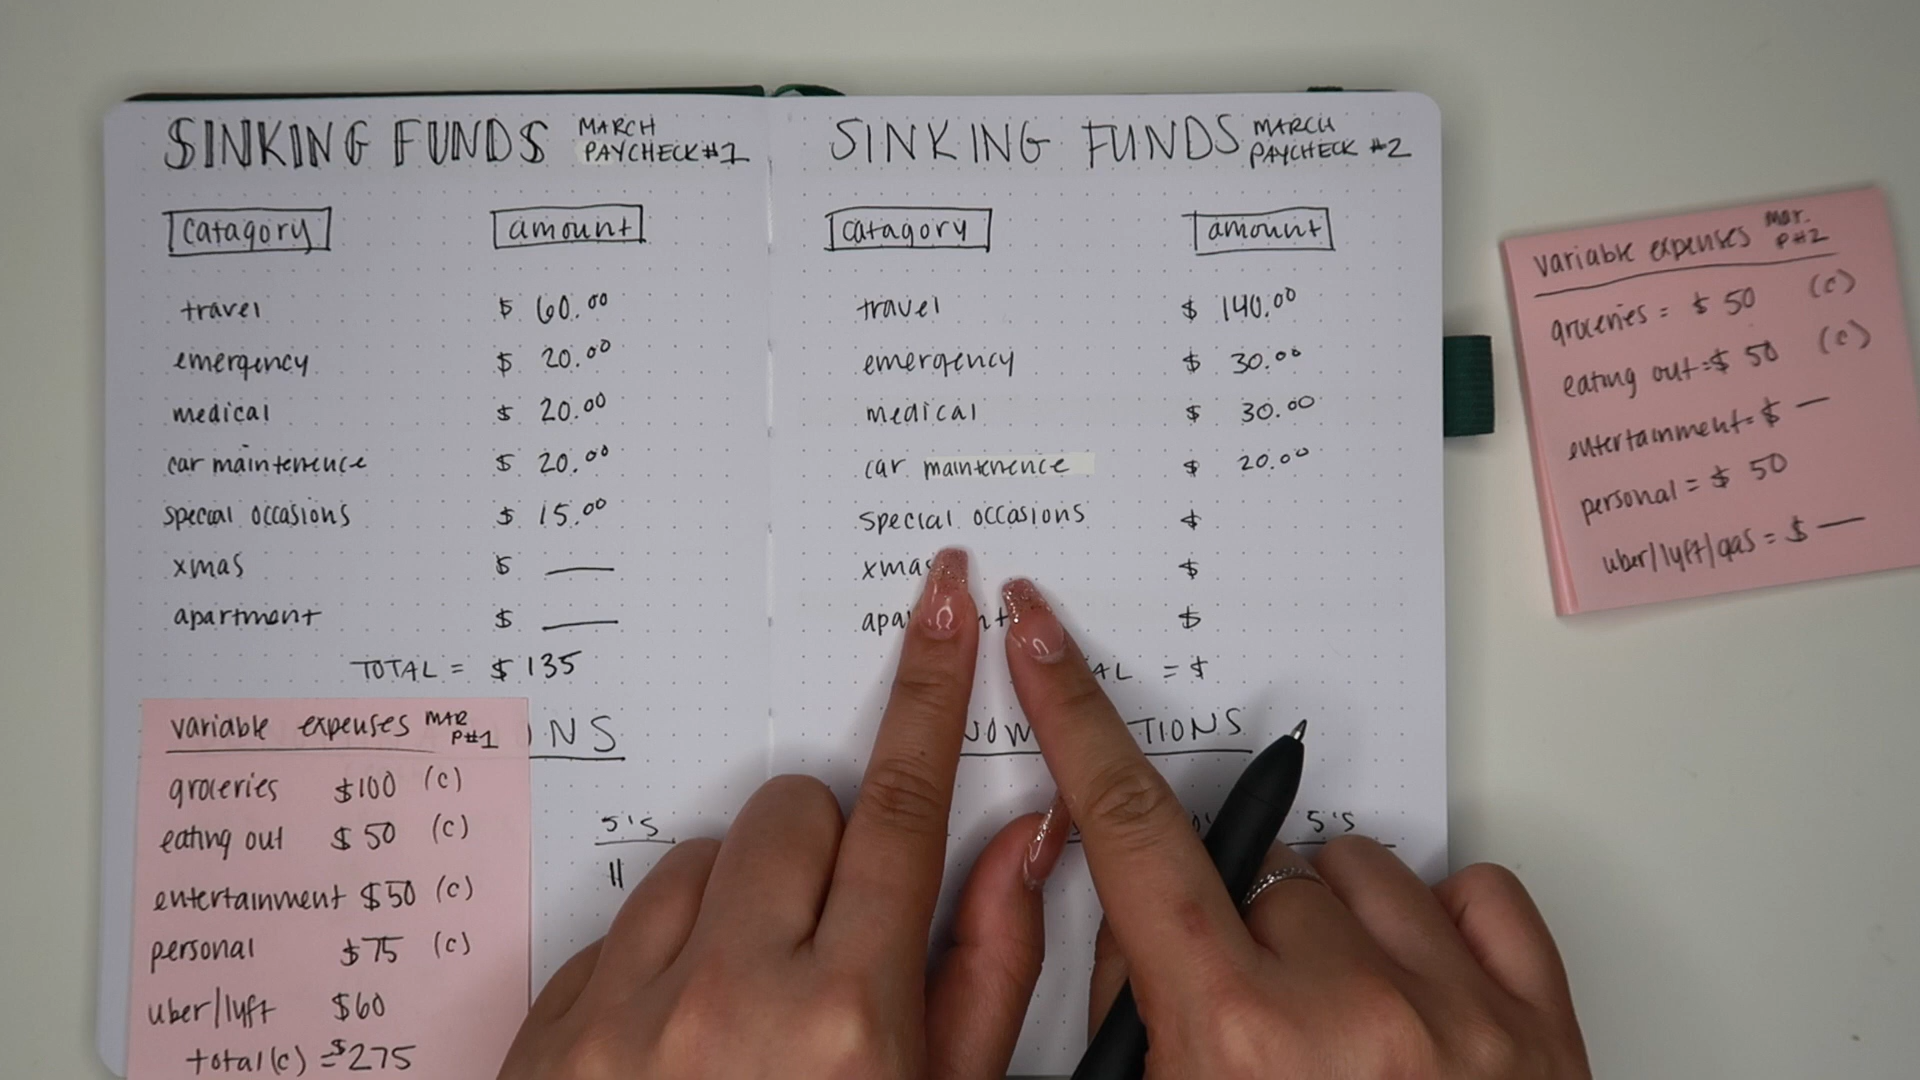 SINKING FUNDS MARCH PAYCHECK #1
catagory amount
travel $ 60.00
emergency $ 20.00
medical $ 20.00
car maintenence $ 20.00
special occasions $ 15.00
xmas $ —
apartment $ —
TOTAL = $ 135
variable expenses MAR P#1
groceries $100 (c)
eating out $ 50 (c)
entertainment $50 (c)
personal $75 (c)
uber/lyft $60
total(c) = $275
5's
SINKING FUNDS MARCH PAYCHECK #2
catagory amount
travel $ 140.00
emergency $ 30.00
medical $ 30.00
car maintenence $ 20.00
special occasions $
xmas $
$
= $
5's
variable expenses mar. P#2
groceries = $ 50 (c)
eating out = $ 50 (c)
entertainment = $ —
personal = $ 50
uber/lyft/gas = $ —